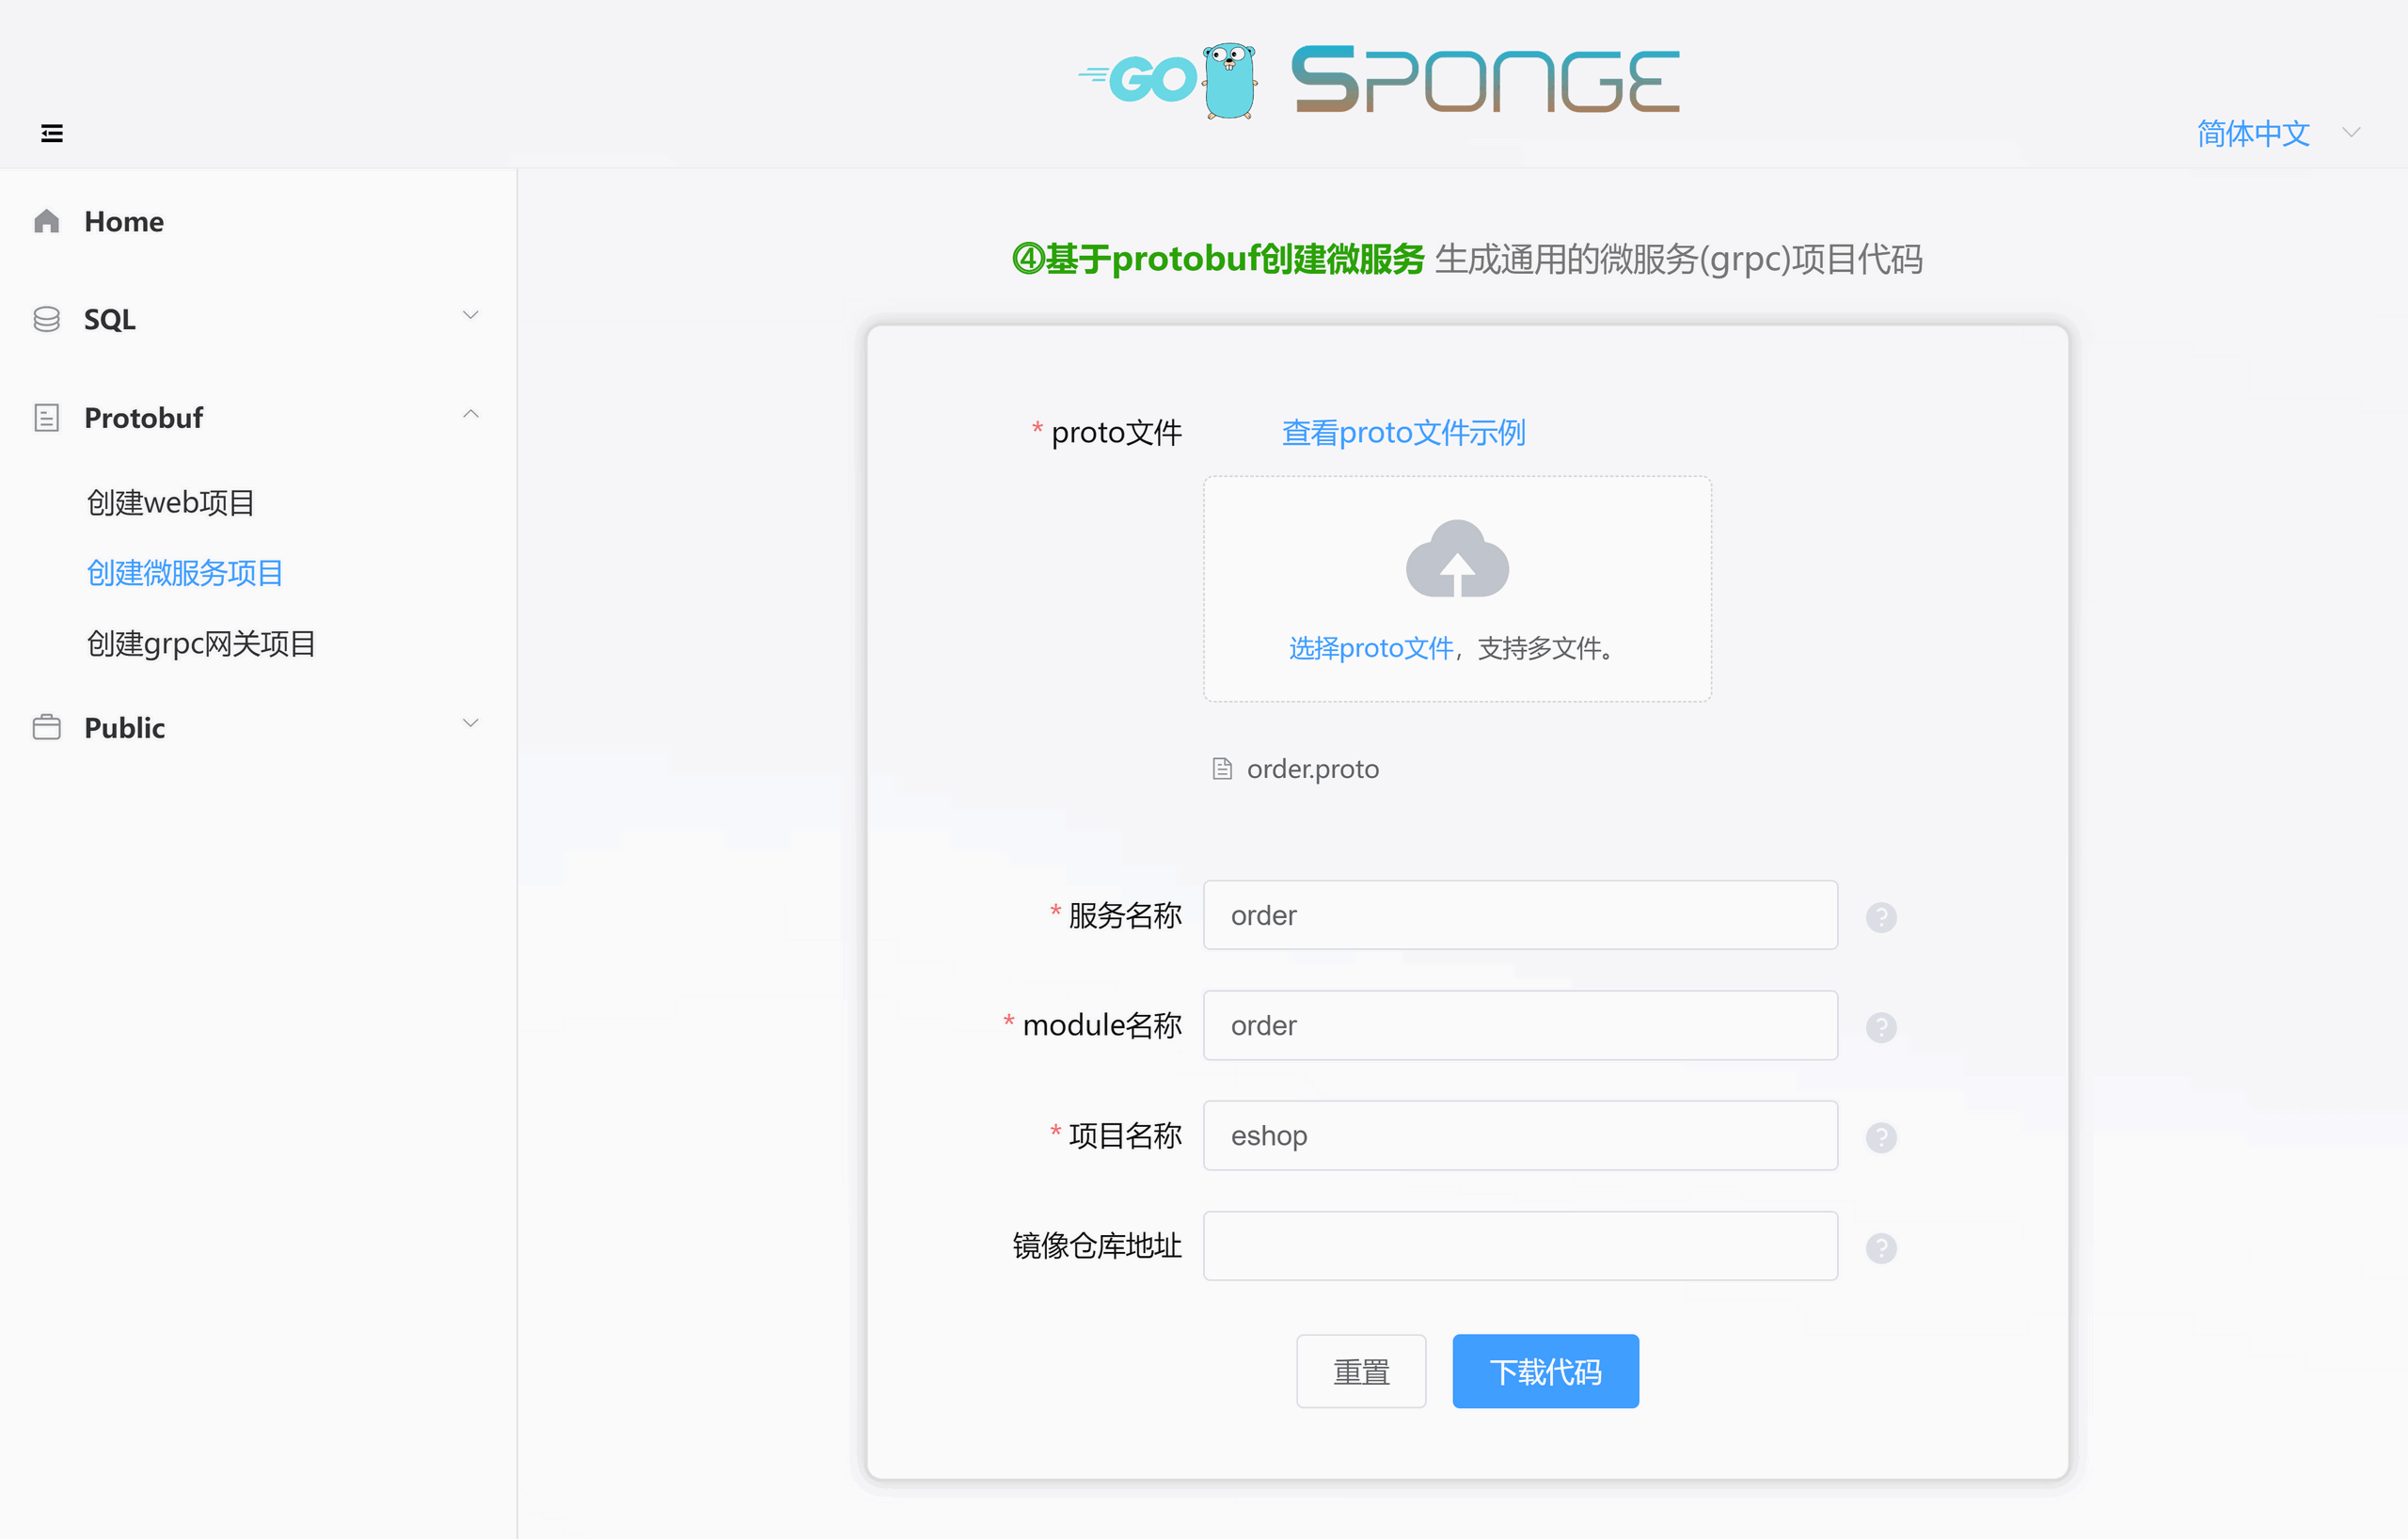 GO SPONGE
简体中文
Home
SQL
Protobuf
创建web项目
创建微服务项目
创建grpc网关项目
Public
④基于protobuf创建微服务 生成通用的微服务(grpc)项目代码
* proto文件 查看proto文件示例
选择proto文件，支持多文件。
order.proto
* 服务名称 order ?
* module名称 order ?
* 项目名称 eshop ?
镜像仓库地址 ?
重置 下载代码